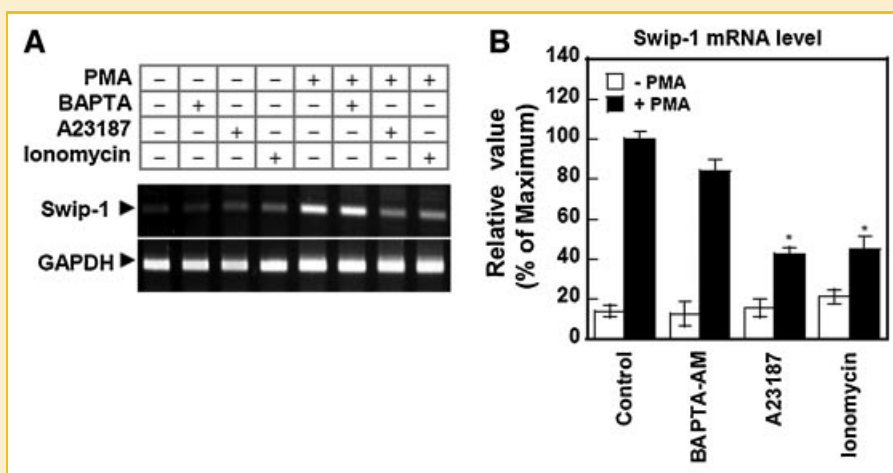 A
PMA – – – – + + + +
BAPTA – + – – – + – –
A23187 – – + – – – + –
Ionomycin – – – + – – – +
Swip-1
GAPDH
B
Swip-1 mRNA level
- PMA
+ PMA
Relative value
(% of Maximum)
140
120
100
80
60
40
20
0
* *
Control
BAPTA-AM
A23187
Ionomycin